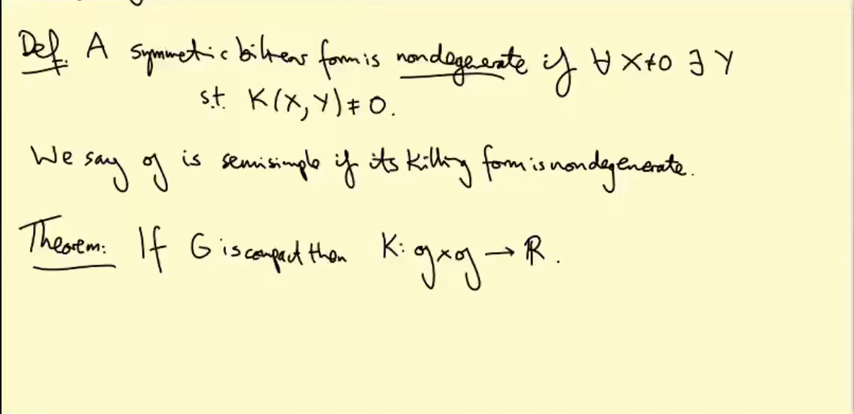 Def. A symmetric bilinear form is nondegenerate if ∀ X≠0 ∃ Y
s.t. K(X,Y) ≠ 0.
We say 𝔤 is semisimple if its Killing form is nondegenerate.
Theorem: If G is compact then K: 𝔤×𝔤 → ℝ.